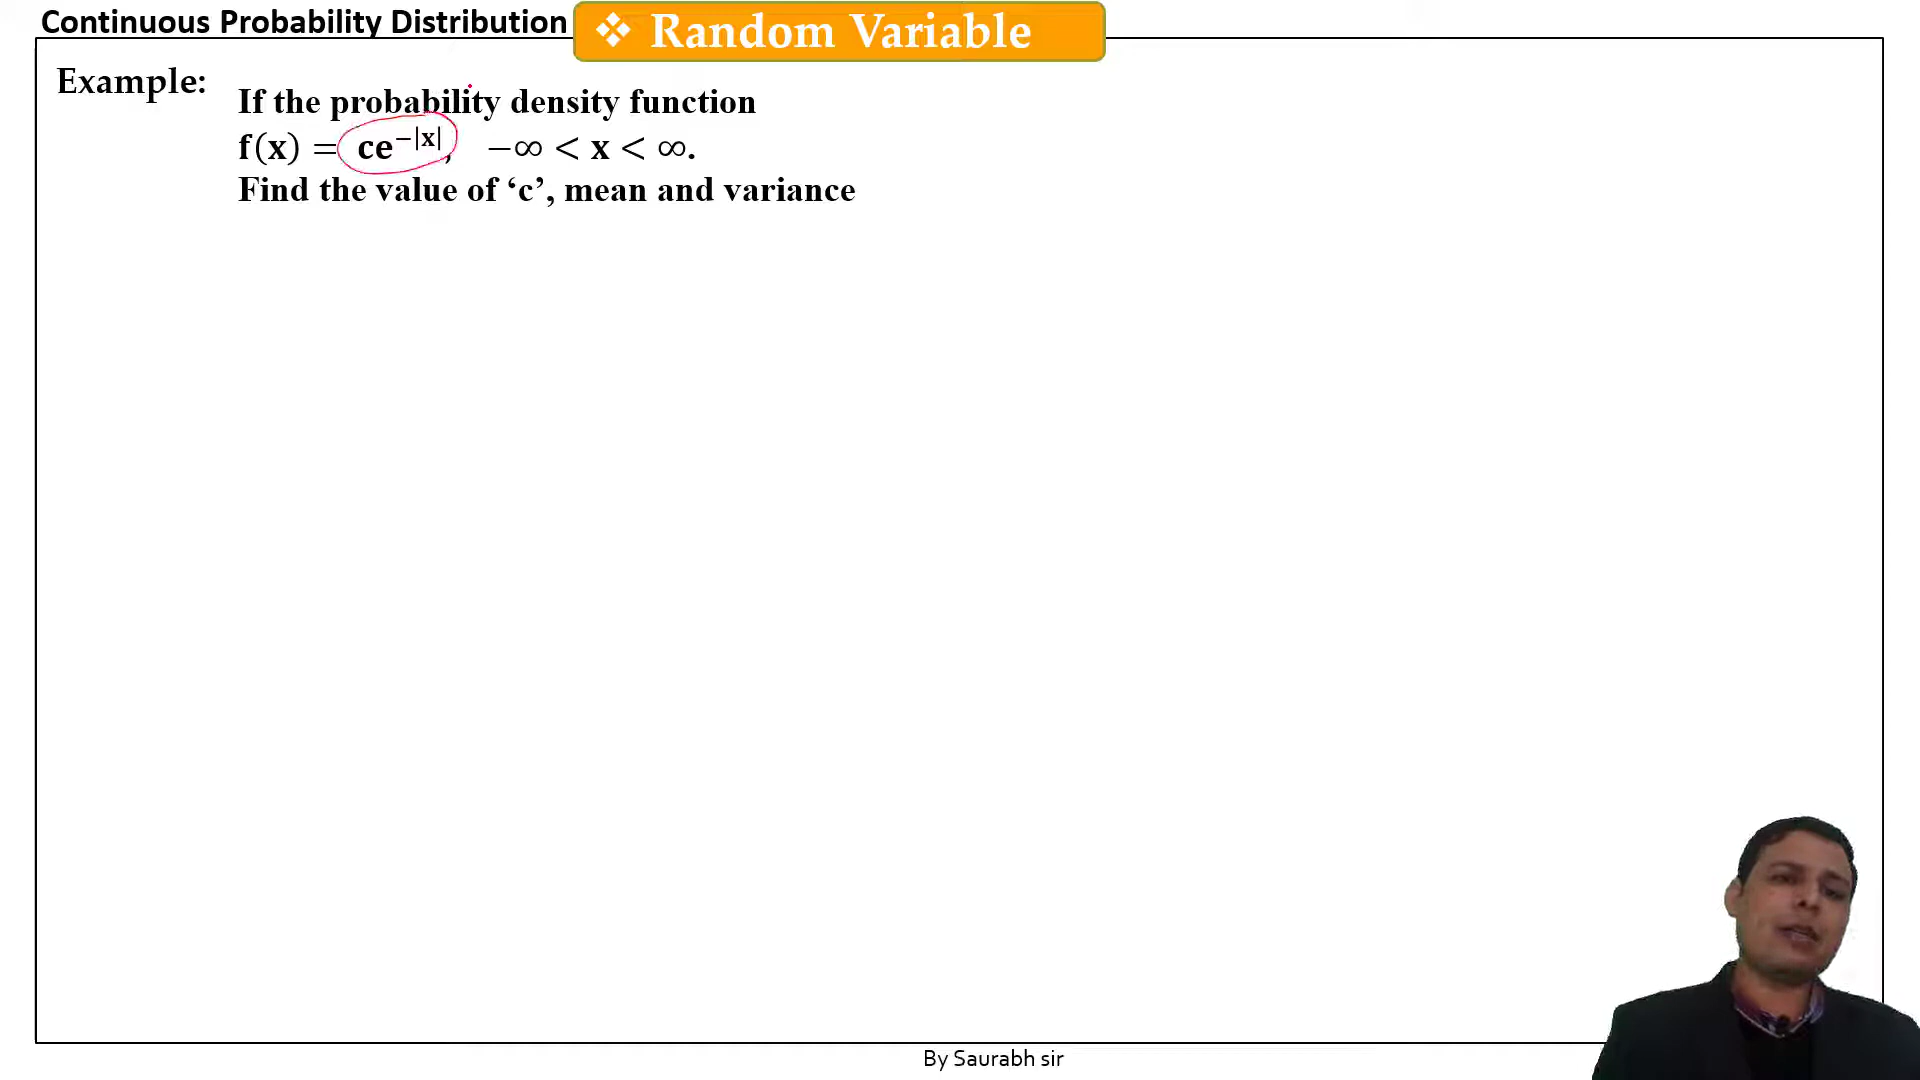 Continuous Probability Distribution
❖ Random Variable
Example:
If the probability density function
f(x) = ce^{−|x|}, −∞ < x < ∞.
Find the value of ‘c’, mean and variance
By Saurabh sir